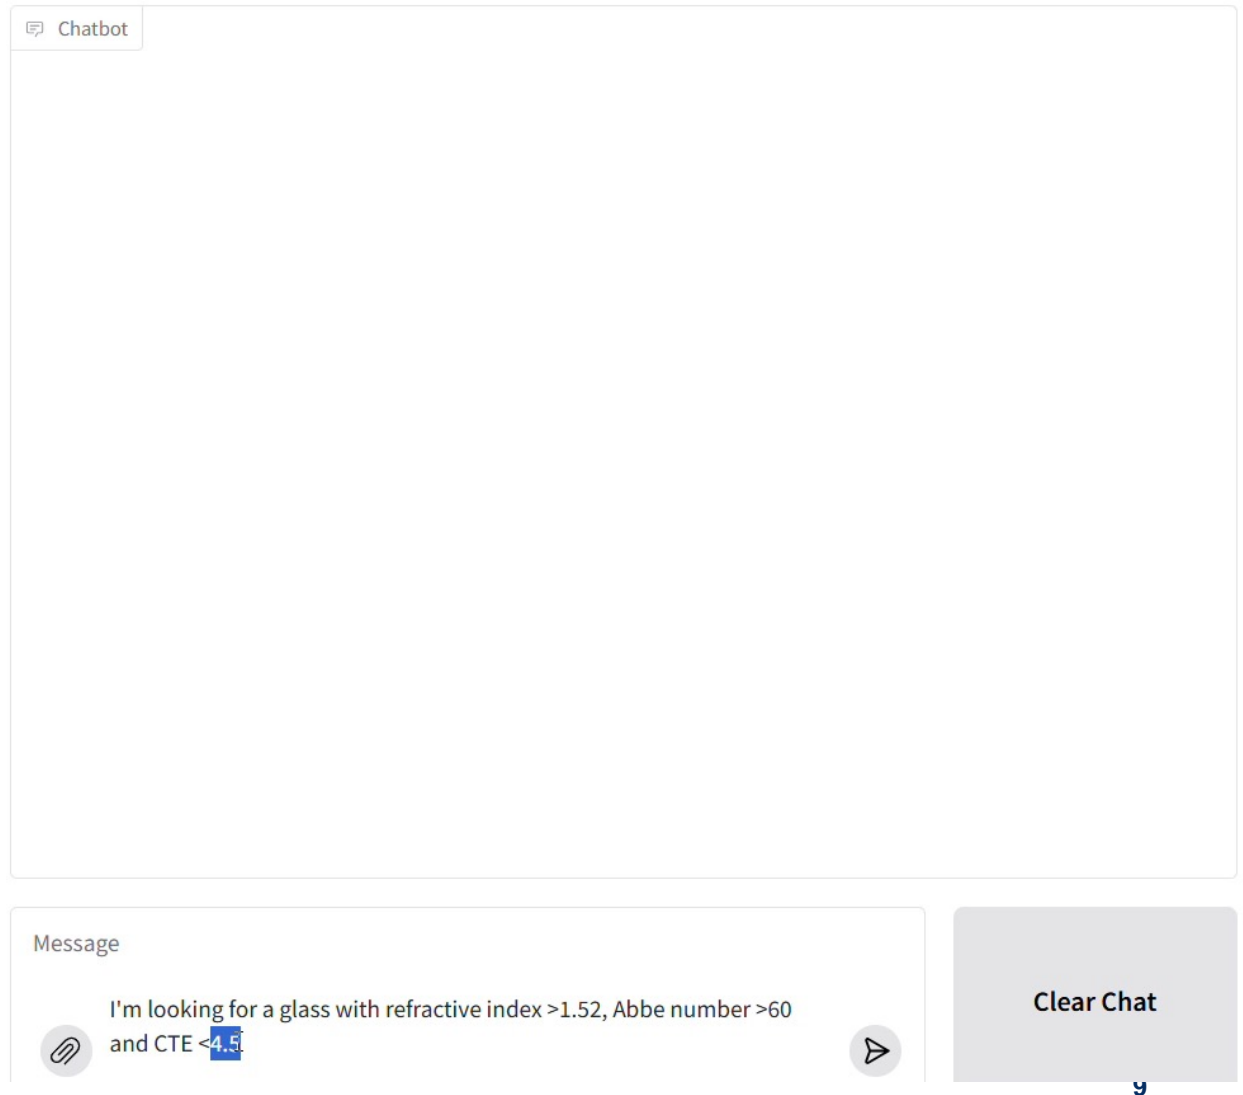 Chatbot
Message
I'm looking for a glass with refractive index >1.52, Abbe number >60
and CTE <4.5
Clear Chat
9